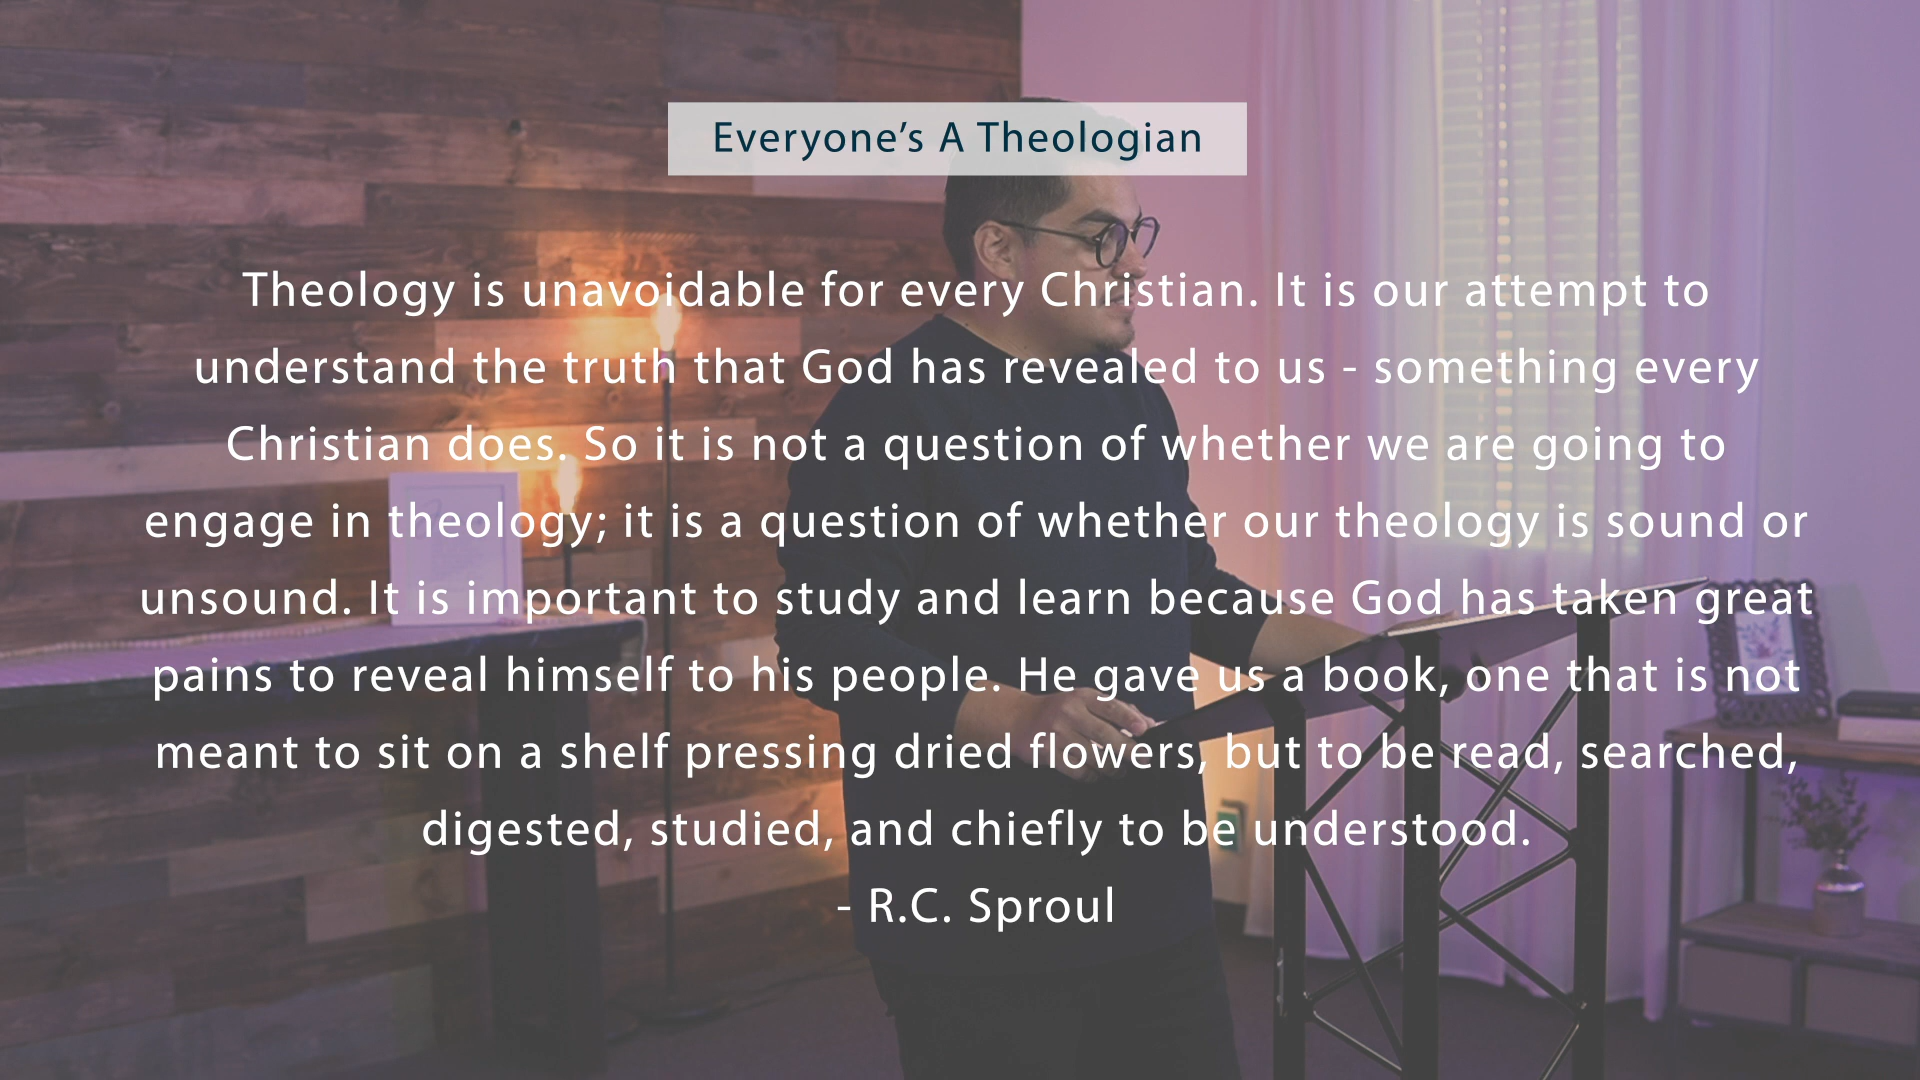 Everyone’s A Theologian
Theology is unavoidable for every Christian. It is our attempt to
understand the truth that God has revealed to us - something every
Christian does. So it is not a question of whether we are going to
engage in theology; it is a question of whether our theology is sound or
unsound. It is important to study and learn because God has taken great
pains to reveal himself to his people. He gave us a book, one that is not
meant to sit on a shelf pressing dried flowers, but to be read, searched,
digested, studied, and chiefly to be understood.
- R.C. Sproul